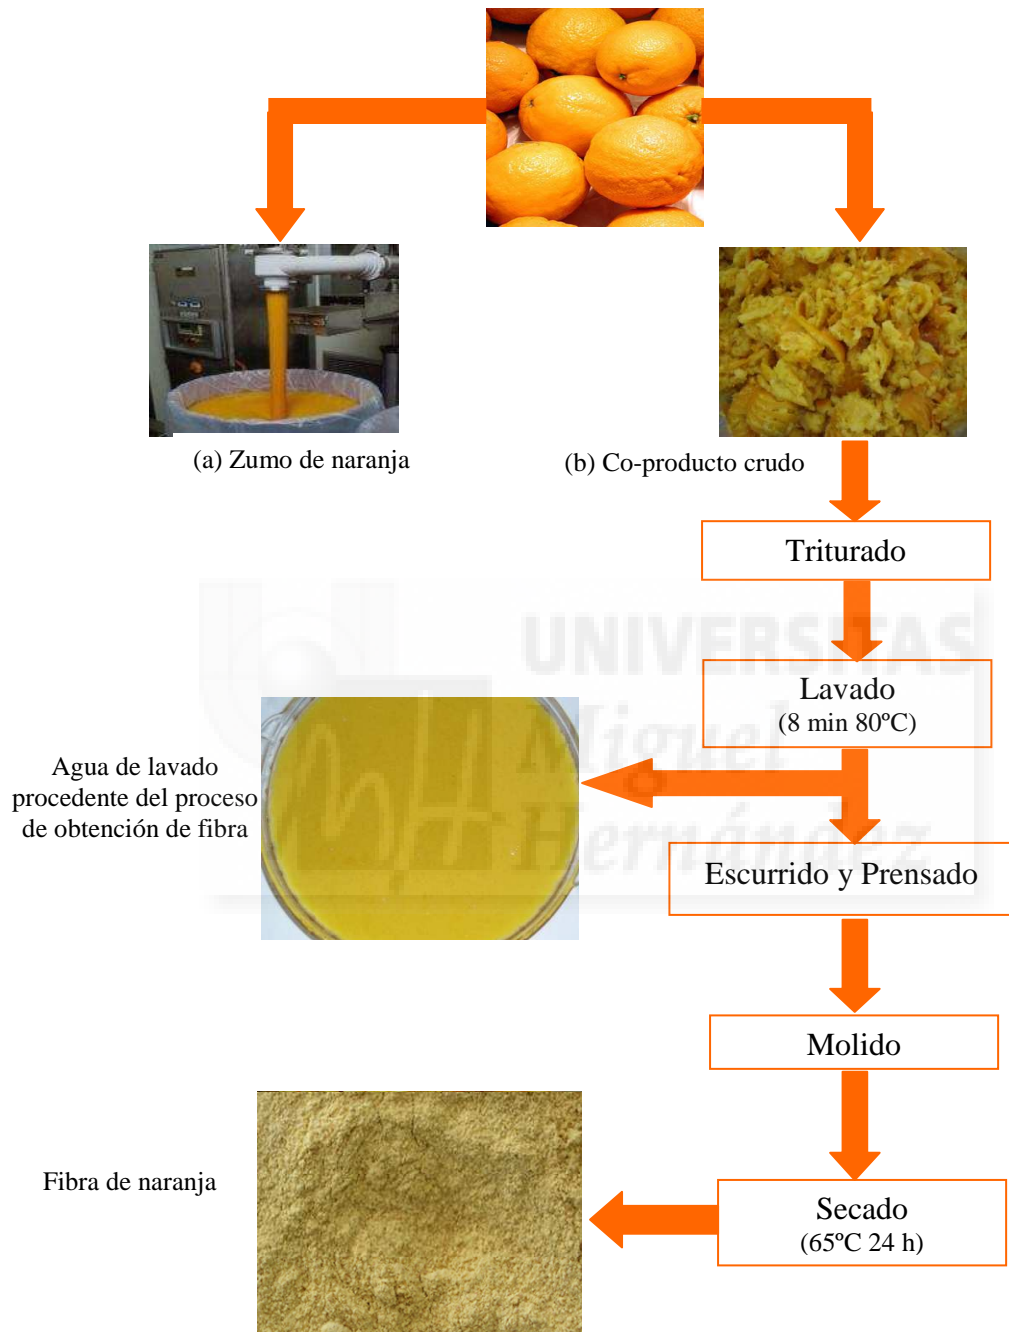 (a) Zumo de naranja
(b) Co-producto crudo
Triturado
Lavado
(8 min 80ºC)
Agua de lavado
procedente del proceso
de obtención de fibra
Escurrido y Prensado
Molido
Secado
(65ºC 24 h)
Fibra de naranja
UNIVERSITAS
Miguel
Hernández